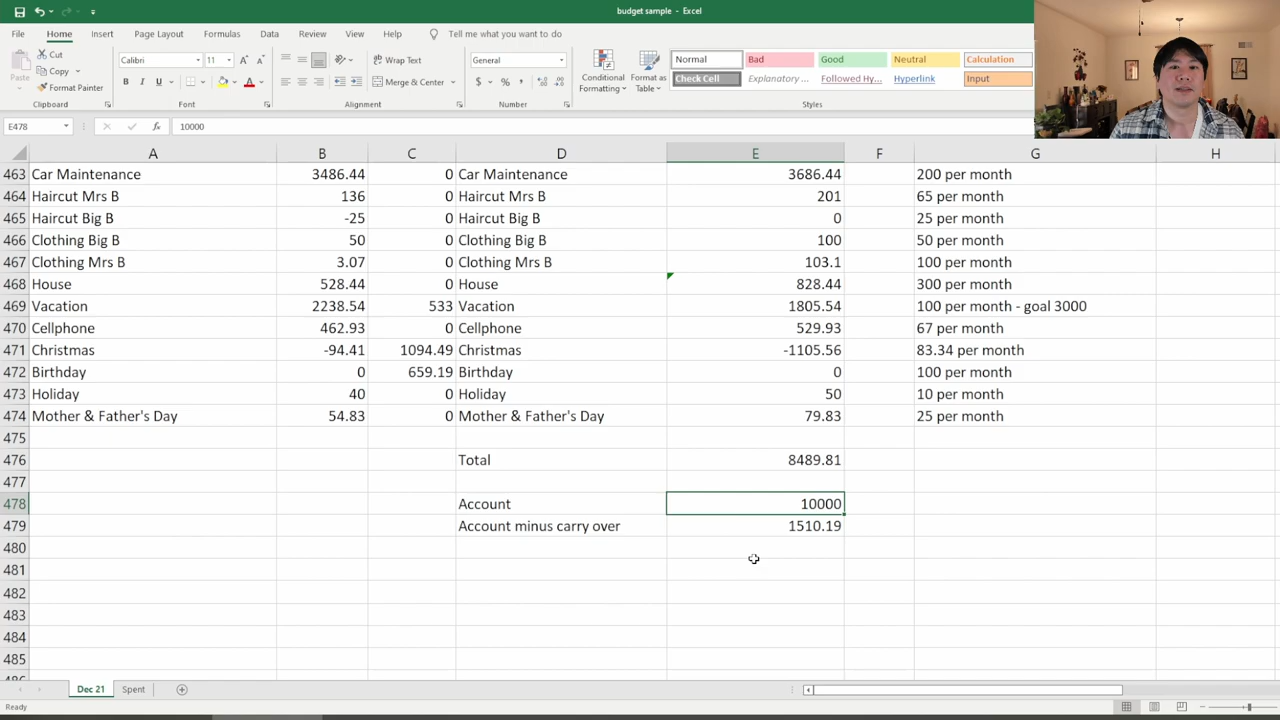 budget sample - Excel
File Home Insert Page Layout Formulas Data Review View Help Tell me what you want to do
Paste
Cut
Copy
Format Painter
Clipboard
Calibri 11
B I U
Font
Wrap Text
Merge & Center
Alignment
General
Number
Conditional Formatting
Format as Table
Normal Bad Good Neutral Calculation
Check Cell Explanatory ... Followed Hy... Hyperlink Input
Styles
E478 10000
A B C D E F G H
463 Car Maintenance 3486.44 0 Car Maintenance 3686.44 200 per month
464 Haircut Mrs B 136 0 Haircut Mrs B 201 65 per month
465 Haircut Big B -25 0 Haircut Big B 0 25 per month
466 Clothing Big B 50 0 Clothing Big B 100 50 per month
467 Clothing Mrs B 3.07 0 Clothing Mrs B 103.1 100 per month
468 House 528.44 0 House 828.44 300 per month
469 Vacation 2238.54 533 Vacation 1805.54 100 per month - goal 3000
470 Cellphone 462.93 0 Cellphone 529.93 67 per month
471 Christmas -94.41 1094.49 Christmas -1105.56 83.34 per month
472 Birthday 0 659.19 Birthday 0 100 per month
473 Holiday 40 0 Holiday 50 10 per month
474 Mother & Father's Day 54.83 0 Mother & Father's Day 79.83 25 per month
475
476 Total 8489.81
477
478 Account 10000
479 Account minus carry over 1510.19
480
481
482
483
484
485
Dec 21 Spent
Ready